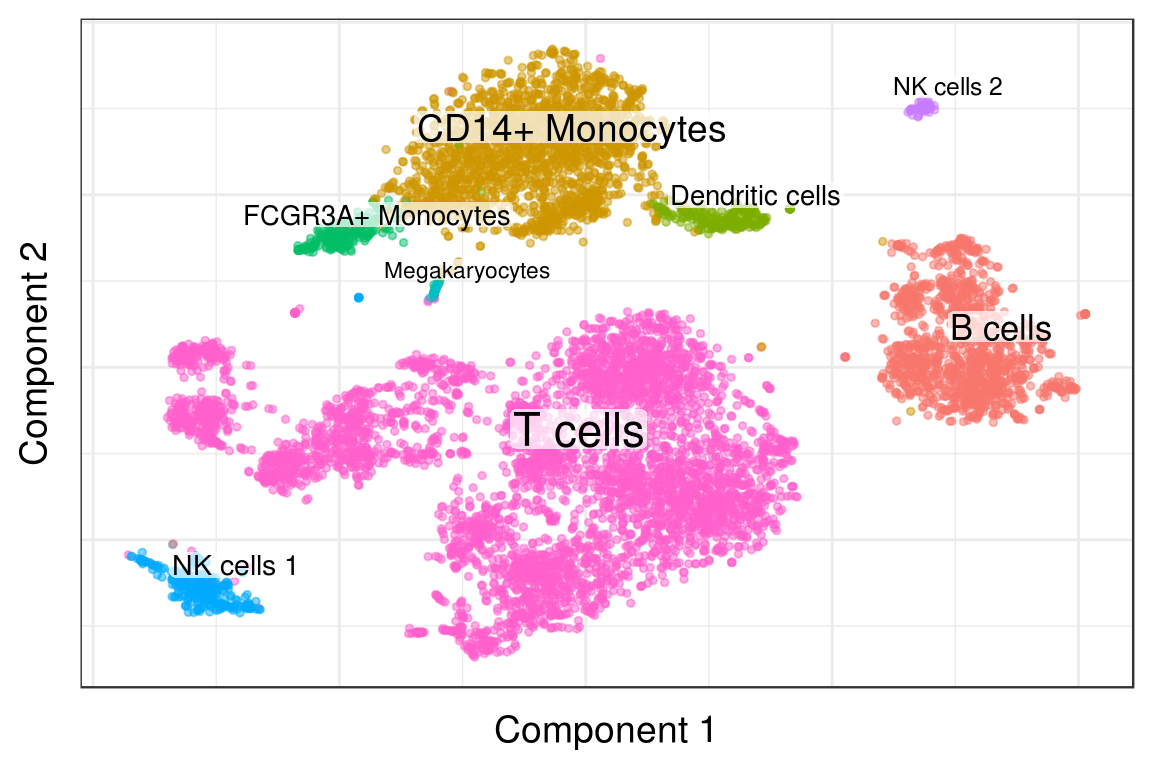 NK cells 2
CD14+ Monocytes
Dendritic cells
FCGR3A+ Monocytes
Megakaryocytes
B cells
T cells
NK cells 1
Component 2
Component 1